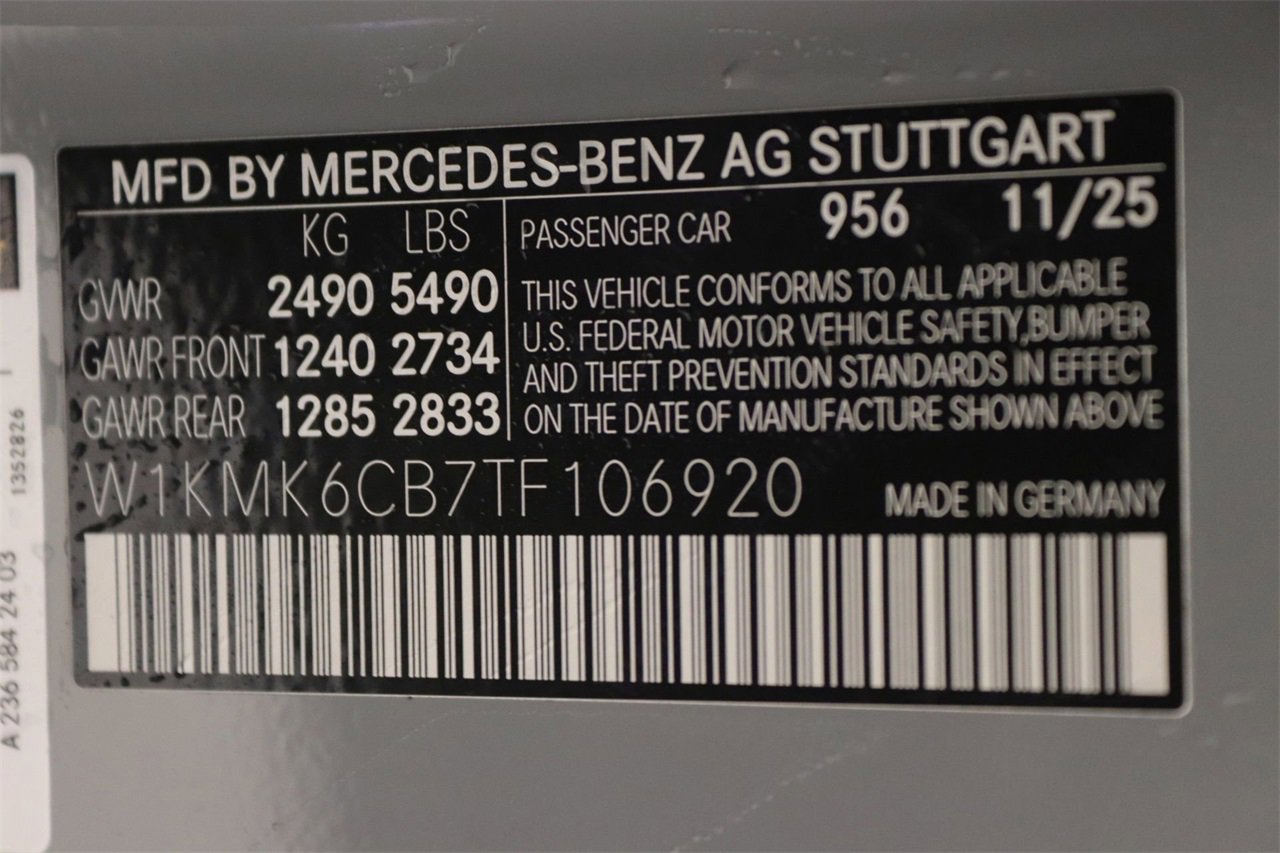 MFD BY MERCEDES-BENZ AG STUTTGART
KG LBS
GVWR 2490 5490
GAWR FRONT 1240 2734
GAWR REAR 1285 2833
PASSENGER CAR 956 11/25
THIS VEHICLE CONFORMS TO ALL APPLICABLE
U.S. FEDERAL MOTOR VEHICLE SAFETY,BUMPER
AND THEFT PREVENTION STANDARDS IN EFFECT
ON THE DATE OF MANUFACTURE SHOWN ABOVE
W1KMK6CB7TF106920
MADE IN GERMANY
A 236 584 24 03
1352826